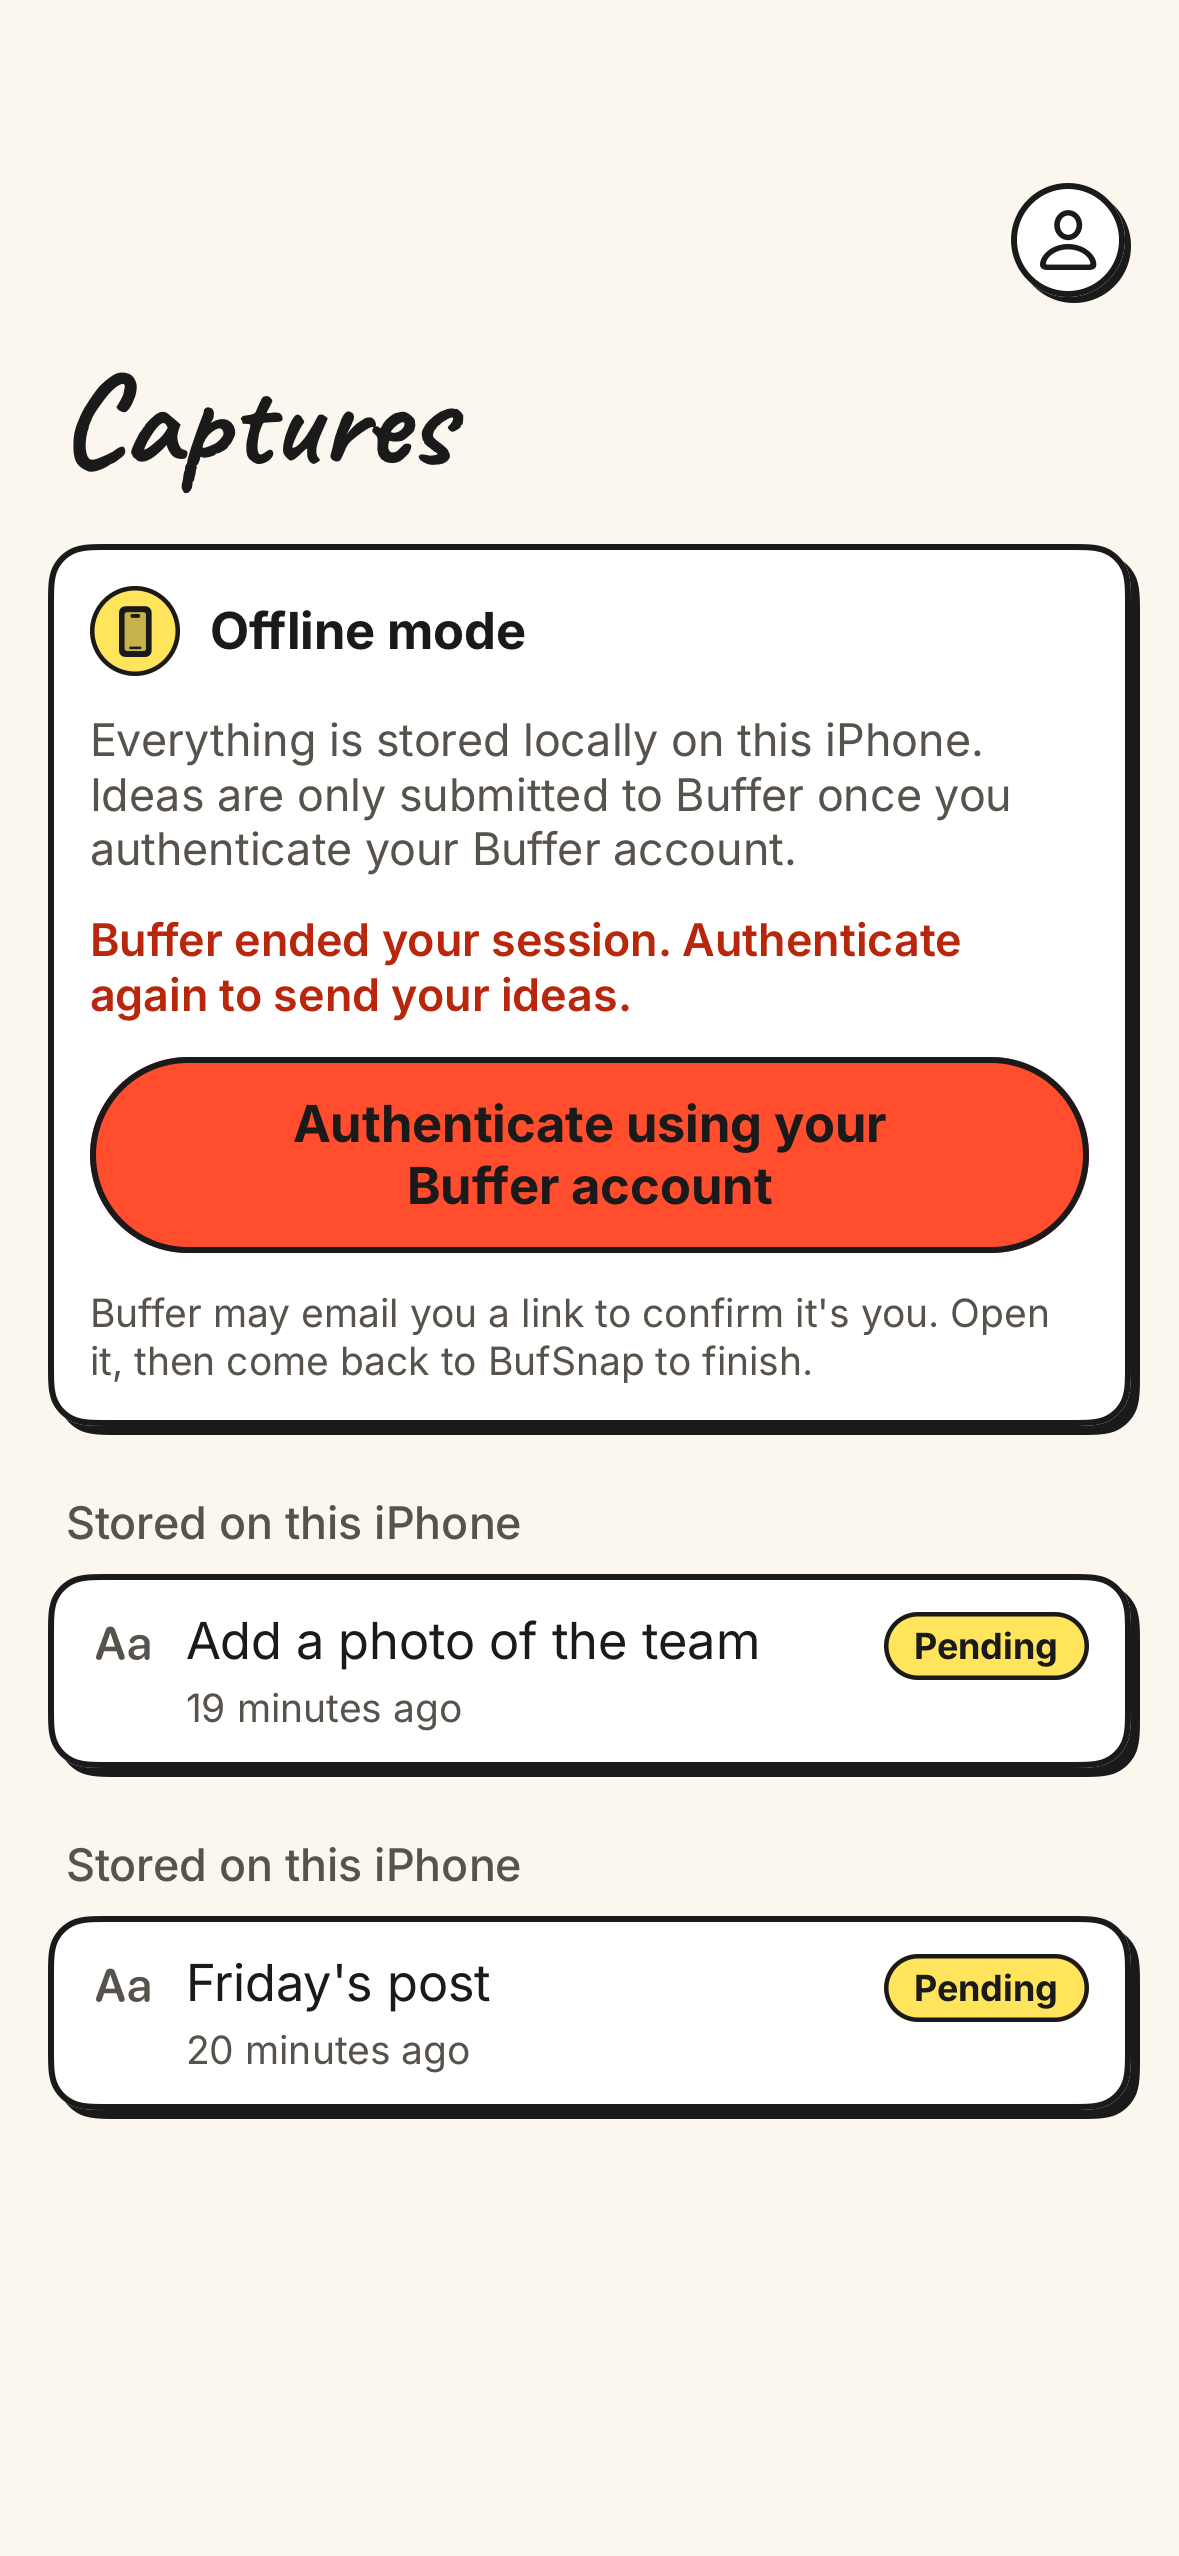 Captures
Offline mode
Everything is stored locally on this iPhone.
Ideas are only submitted to Buffer once you
authenticate your Buffer account.
Buffer ended your session. Authenticate
again to send your ideas.
Authenticate using your
Buffer account
Buffer may email you a link to confirm it's you. Open
it, then come back to BufSnap to finish.
Stored on this iPhone
Aa Add a photo of the team Pending
19 minutes ago
Stored on this iPhone
Aa Friday's post Pending
20 minutes ago